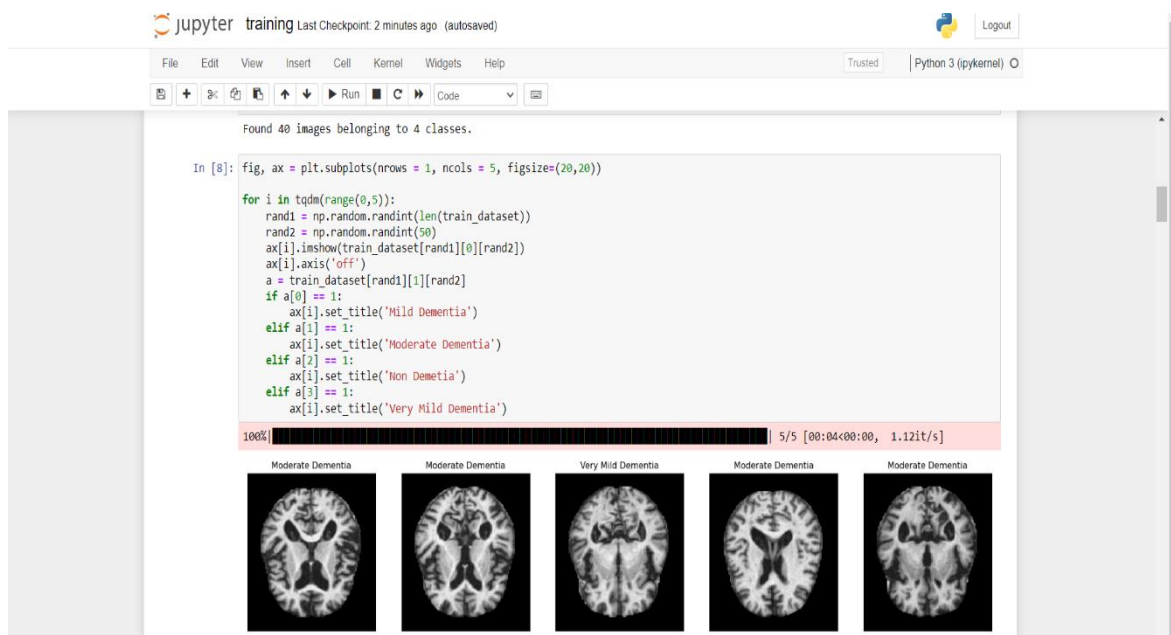 jupyter training Last Checkpoint: 2 minutes ago (autosaved)
Logout
File Edit View Insert Cell Kernel Widgets Help
Trusted
Python 3 (ipykernel)
Run
Code
Found 40 images belonging to 4 classes.
In [8]: fig, ax = plt.subplots(nrows = 1, ncols = 5, figsize=(20,20))
for i in tqdm(range(0,5)):
    rand1 = np.random.randint(len(train_dataset))
    rand2 = np.random.randint(50)
    ax[i].imshow(train_dataset[rand1][0][rand2])
    ax[i].axis('off')
    a = train_dataset[rand1][1][rand2]
    if a[0] == 1:
        ax[i].set_title('Mild Dementia')
    elif a[1] == 1:
        ax[i].set_title('Moderate Dementia')
    elif a[2] == 1:
        ax[i].set_title('Non Demetia')
    elif a[3] == 1:
        ax[i].set_title('Very Mild Dementia')
100%| | 5/5 [00:04<00:00, 1.12it/s]
Moderate Dementia
Moderate Dementia
Very Mild Dementia
Moderate Dementia
Moderate Dementia